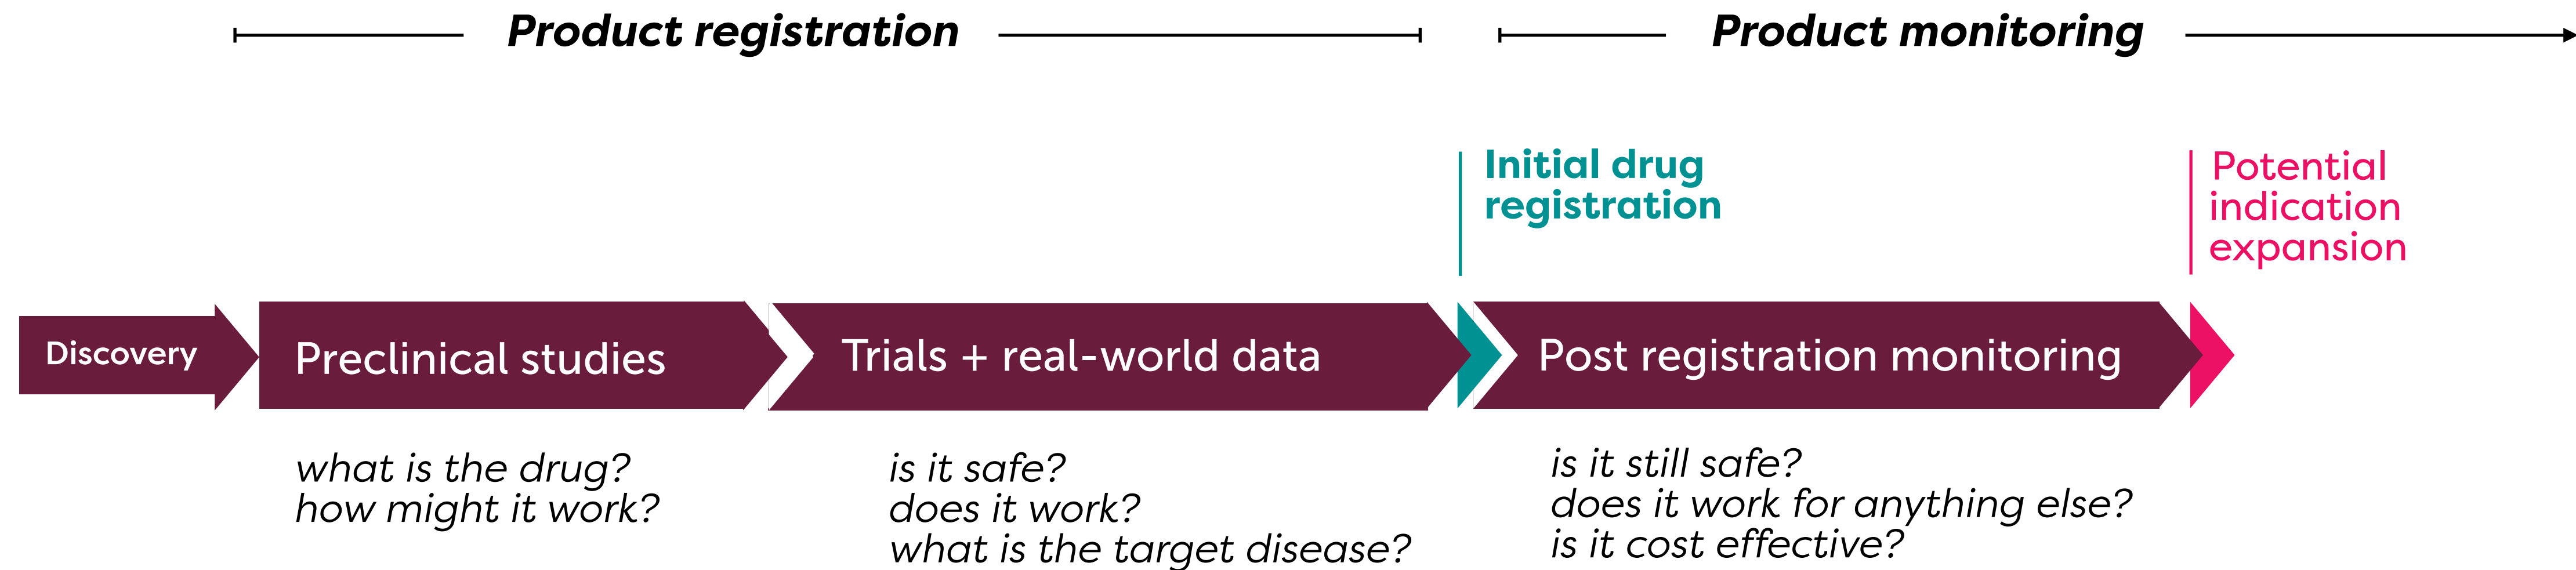 Product registration
Product monitoring
Initial drug
registration
Potential
indication
expansion
Discovery
Preclinical studies
Trials + real-world data
Post registration monitoring
what is the drug?
how might it work?
is it safe?
does it work?
what is the target disease?
is it still safe?
does it work for anything else?
is it cost effective?